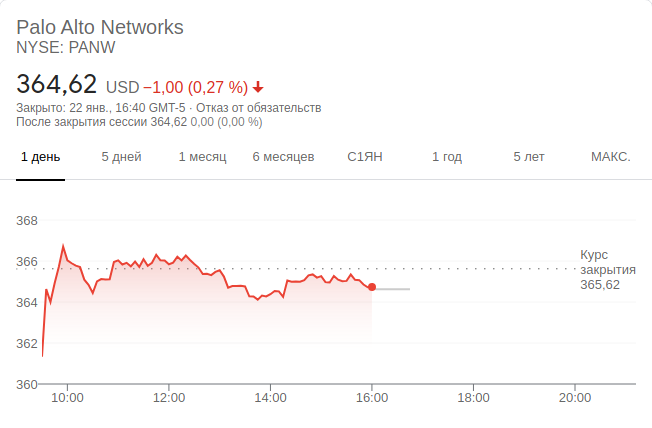 Palo Alto Networks
NYSE: PANW
364,62 USD −1,00 (0,27 %)
Закрыто: 22 янв., 16:40 GMT-5 · Отказ от обязательств
После закрытия сессии 364,62 0,00 (0,00 %)
1 день 5 дней 1 месяц 6 месяцев С1ЯН 1 год 5 лет МАКС.
368
366
364
362
360
Курс
закрытия
365,62
10:00 12:00 14:00 16:00 18:00 20:00